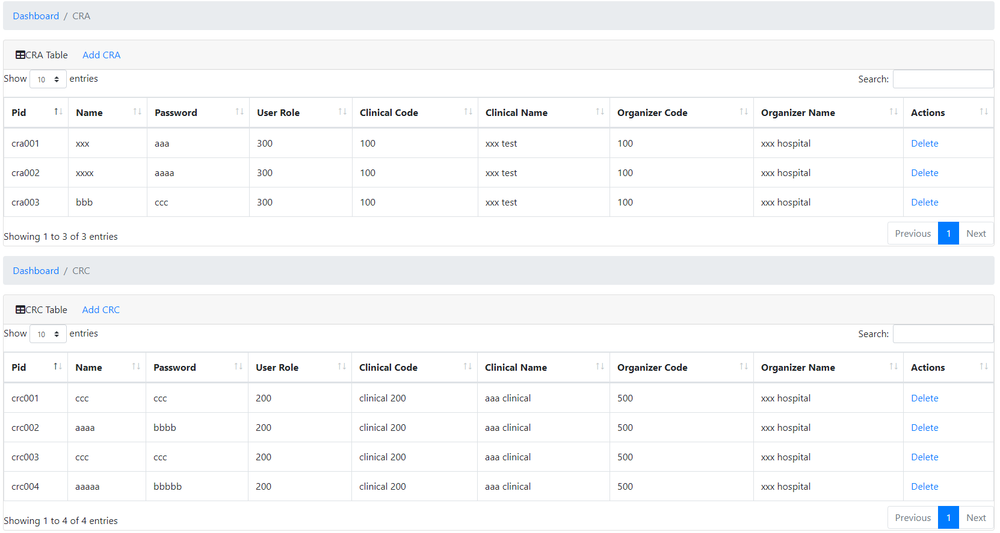 Dashboard / CRA
CRA Table Add CRA
Show 10 entries Search:
Pid Name Password User Role Clinical Code Clinical Name Organizer Code Organizer Name Actions
cra001 xxx aaa 300 100 xxx test 100 xxx hospital Delete
cra002 xxxx aaaa 300 100 xxx test 100 xxx hospital Delete
cra003 bbb ccc 300 100 xxx test 100 xxx hospital Delete
Showing 1 to 3 of 3 entries Previous 1 Next
Dashboard / CRC
CRC Table Add CRC
Show 10 entries Search:
Pid Name Password User Role Clinical Code Clinical Name Organizer Code Organizer Name Actions
crc001 ccc ccc 200 clinical 200 aaa clinical 500 xxx hospital Delete
crc002 aaaa bbbb 200 clinical 200 aaa clinical 500 xxx hospital Delete
crc003 ccc ccc 200 clinical 200 aaa clinical 500 xxx hospital Delete
crc004 aaaaa bbbbb 200 clinical 200 aaa clinical 500 xxx hospital Delete
Showing 1 to 4 of 4 entries Previous 1 Next